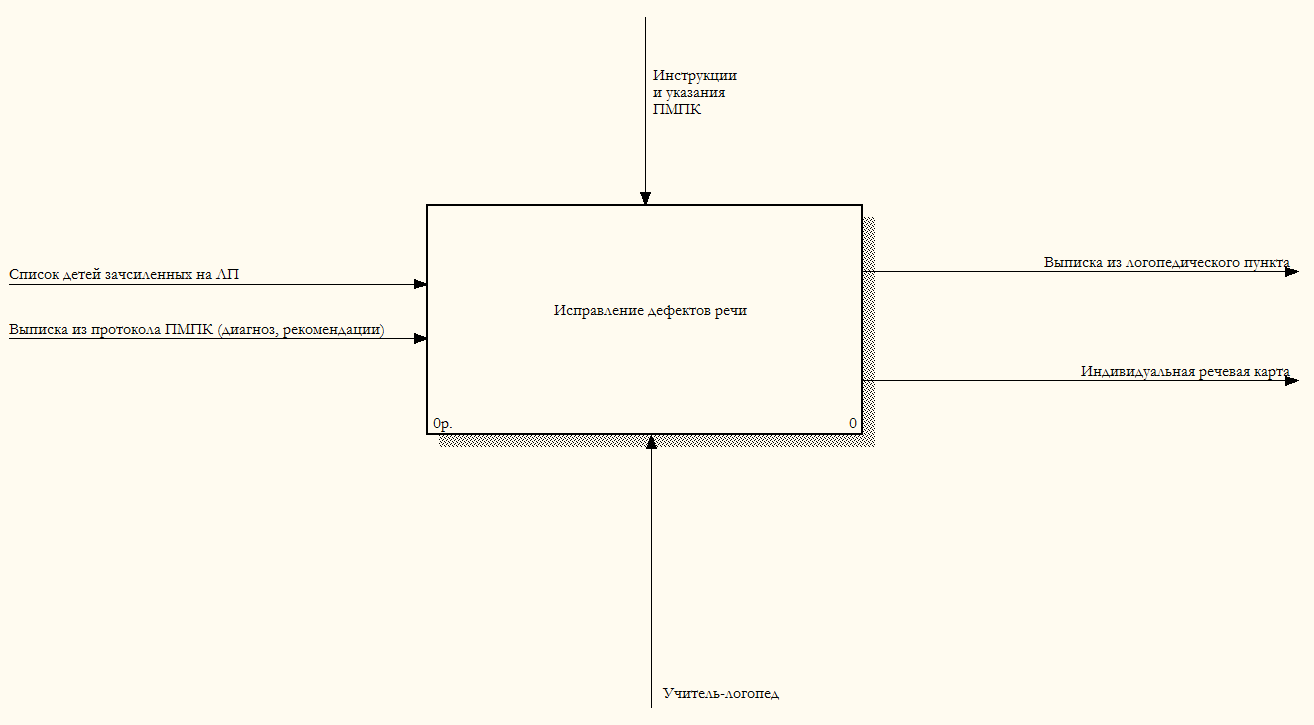 Инструкции
и указания
ПМПК
Список детей зачсиленных на ЛП
Выписка из протокола ПМПК (диагноз, рекомендации)
Исправление дефектов речи
0р.
0
Выписка из логопедического пункта
Индивидуальная речевая карта
Учитель-логопед